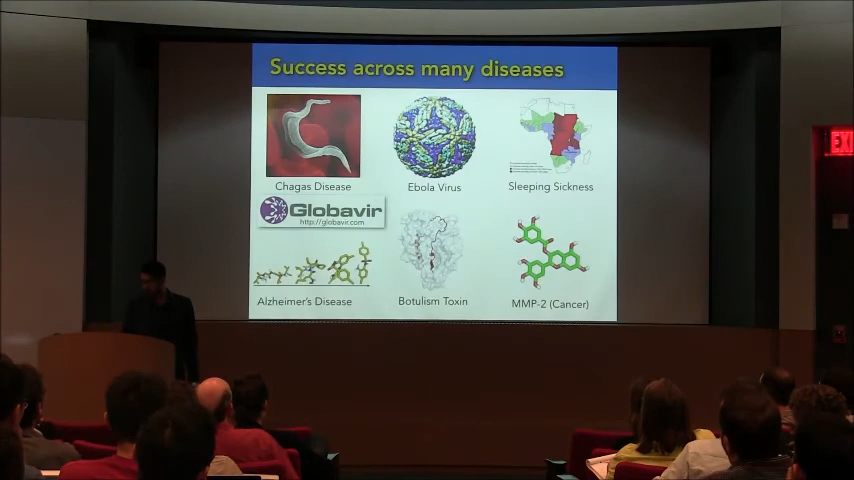 Success across many diseases
Chagas Disease
Ebola Virus
Sleeping Sickness
Globavir
http://globavir.com
Alzheimer's Disease
Botulism Toxin
MMP-2 (Cancer)
EXI